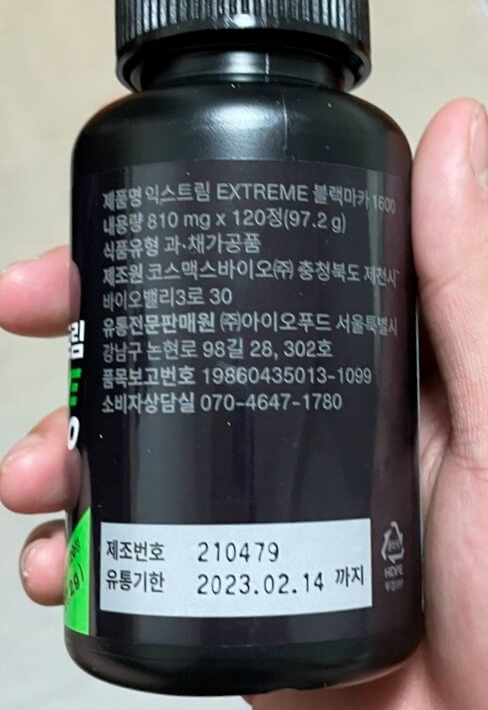 제품명 익스트림 EXTREME 블랙마카 1600
내용량 810 mg x 120정(97.2 g)
식품유형 과·채가공품
제조원 코스맥스바이오㈜ 충청북도 제천시
바이오밸리3로 30
유통전문판매원 ㈜아이오푸드 서울특별시
강남구 논현로 98길 28, 302호
품목보고번호 19860435013-1099
소비자상담실 070-4647-1780
림
E
0
제조번호 210479
유통기한 2023.02.14 까지
HDPE